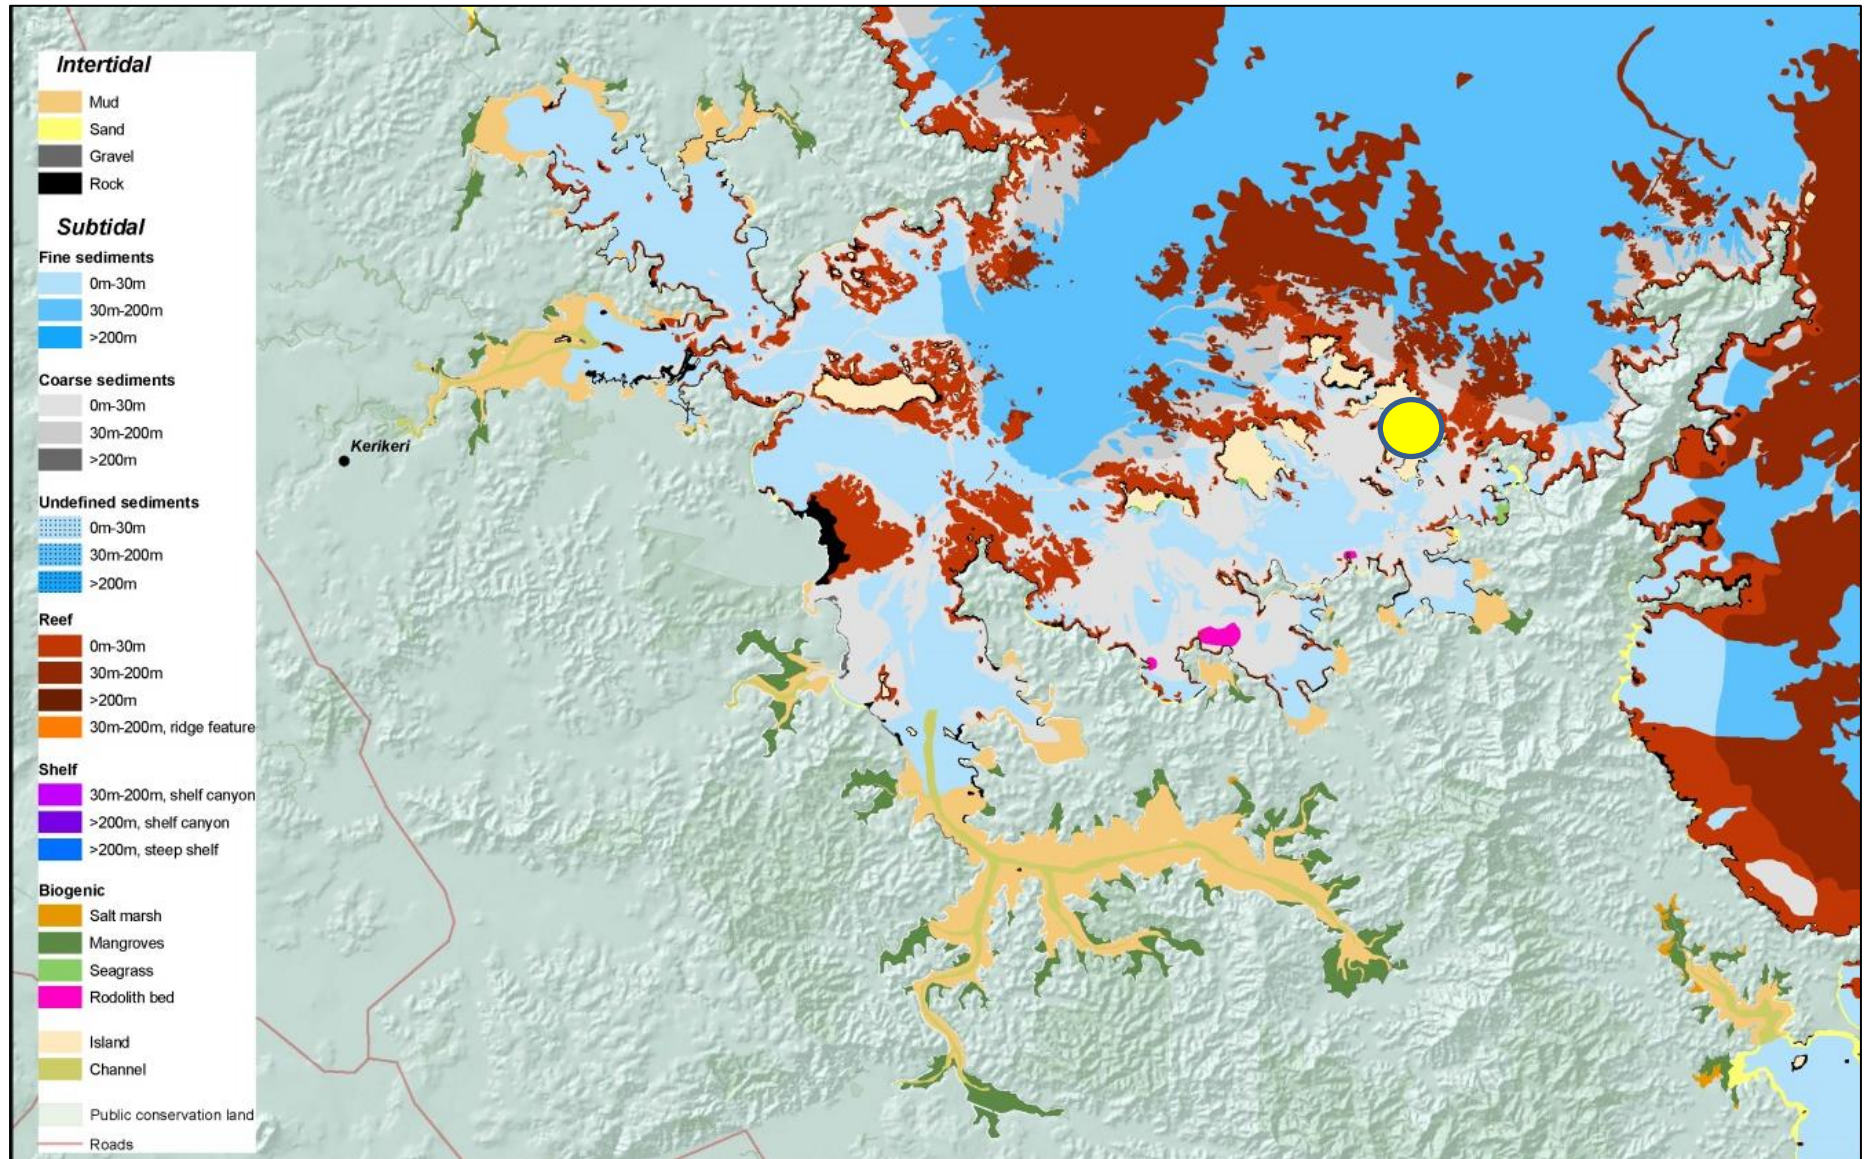 Intertidal
Mud
Sand
Gravel
Rock
Subtidal
Fine sediments
0m-30m
30m-200m
>200m
Coarse sediments
0m-30m
30m-200m
>200m
Undefined sediments
0m-30m
30m-200m
>200m
Reef
0m-30m
30m-200m
>200m
30m-200m, ridge feature
Shelf
30m-200m, shelf canyon
>200m, shelf canyon
>200m, steep shelf
Biogenic
Salt marsh
Mangroves
Seagrass
Rodolith bed
Island
Channel
Public conservation land
Roads
Kerikeri